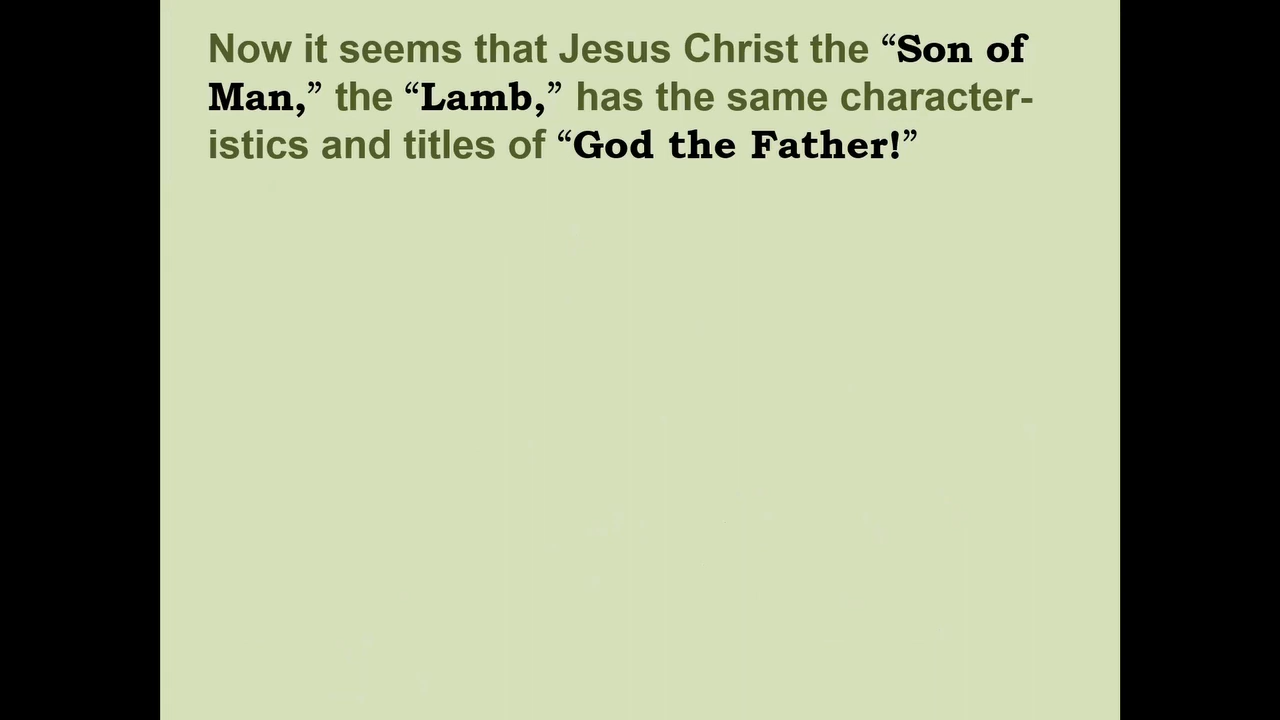 Now it seems that Jesus Christ the “Son of
Man,” the “Lamb,” has the same character-
istics and titles of “God the Father!”